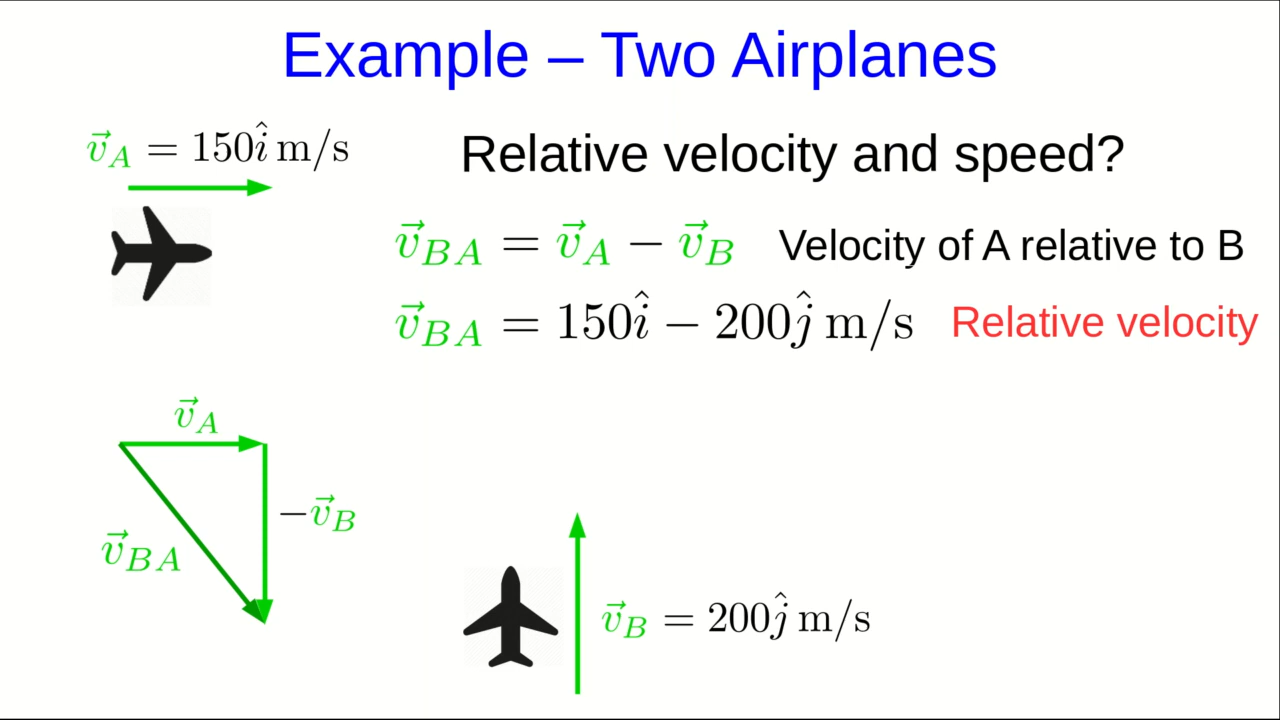 Example – Two Airplanes
v⃗_A = 150î m/s
Relative velocity and speed?
v⃗_BA = v⃗_A − v⃗_B Velocity of A relative to B
v⃗_BA = 150î − 200ĵ m/s Relative velocity
v⃗_A
−v⃗_B
v⃗_BA
v⃗_B = 200ĵ m/s